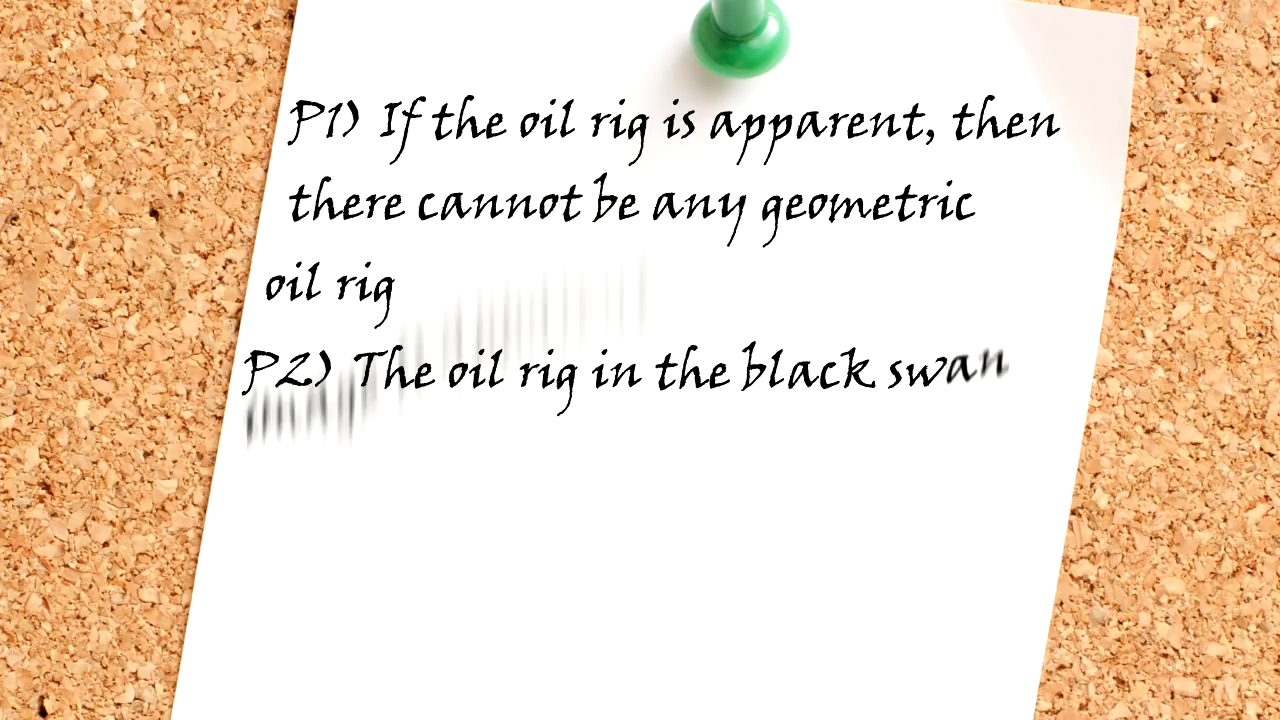 P1) If the oil rig is apparent, then
there cannot be any geometric
oil rig
P2) The oil rig in the black swan